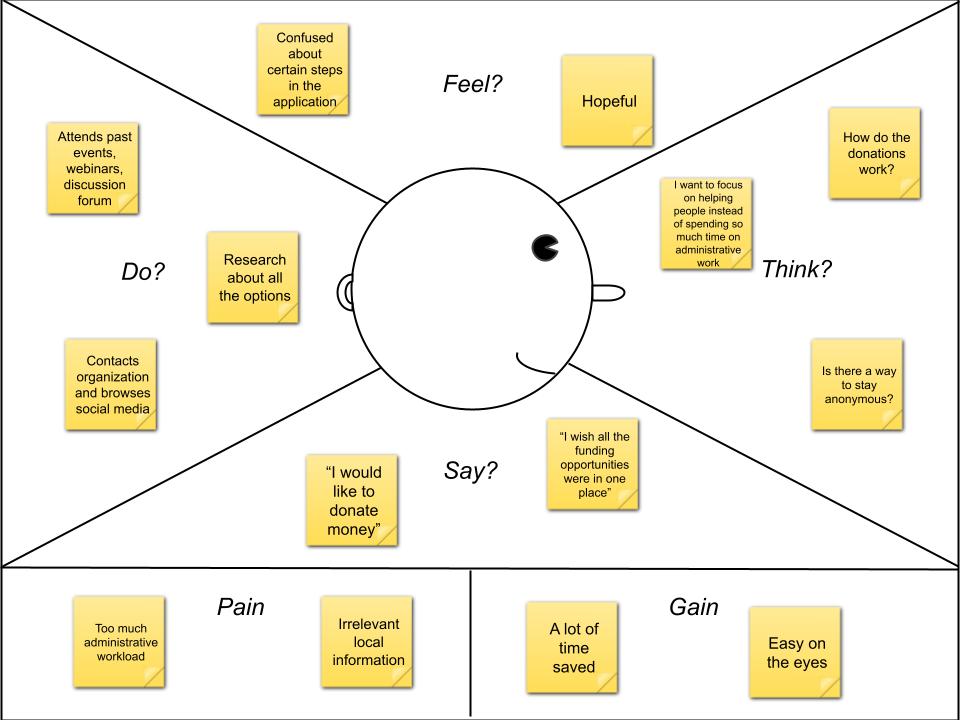 Confused
about
certain steps
in the
application
Feel?
Hopeful
Attends past
events,
webinars,
discussion
forum
Do?
Research
about all
the options
Contacts
organization
and browses
social media
How do the
donations
work?
I want to focus
on helping
people instead
of spending so
much time on
administrative
work
Think?
Is there a way
to stay
anonymous?
Say?
“I would
like to
donate
money”
“I wish all the
funding
opportunities
were in one
place”
Pain
Too much
administrative
workload
Irrelevant
local
information
Gain
A lot of
time
saved
Easy on
the eyes